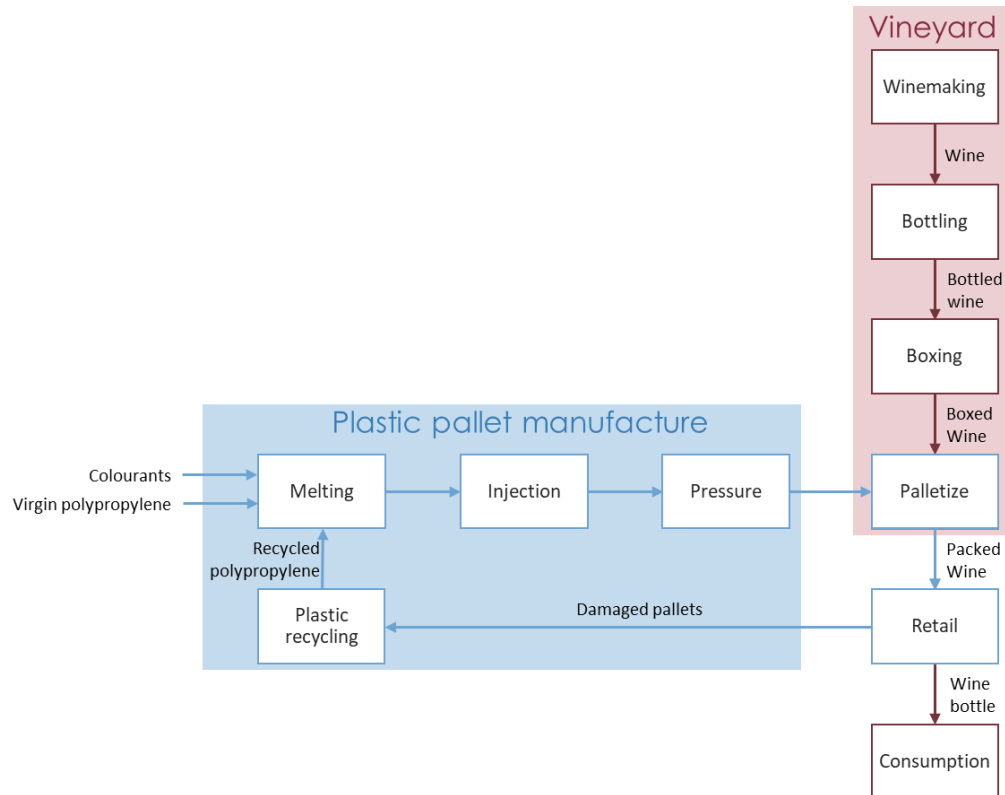 Vineyard
Winemaking
Wine
Bottling
Bottled
wine
Boxing
Boxed
Wine
Plastic pallet manufacture
Colourants
Virgin polypropylene
Melting
Injection
Pressure
Palletize
Recycled
polypropylene
Packed
Wine
Plastic
recycling
Damaged pallets
Retail
Wine
bottle
Consumption